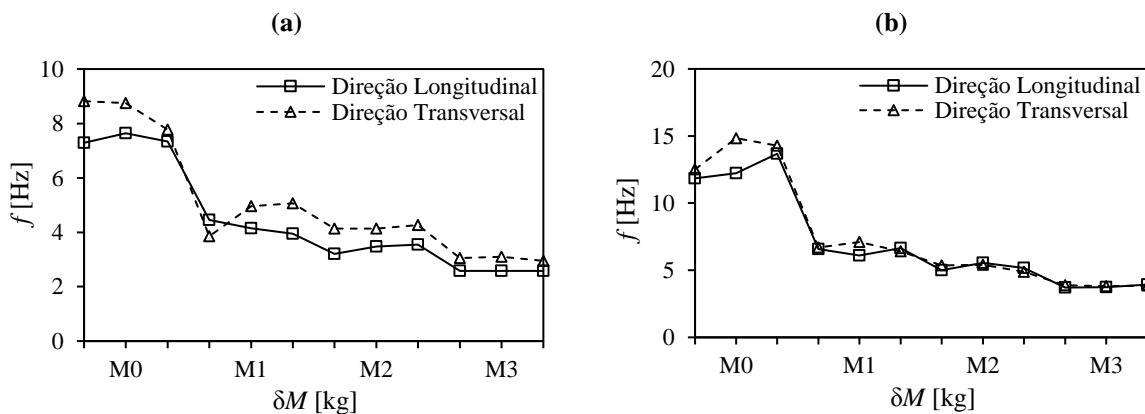 (a)
10
8
6
4
2
0
f [Hz]
Direção Longitudinal
Direção Transversal
M0 M1 M2 M3
δM [kg]
(b)
20
15
10
5
0
f [Hz]
Direção Longitudinal
Direção Transversal
M0 M1 M2 M3
δM [kg]